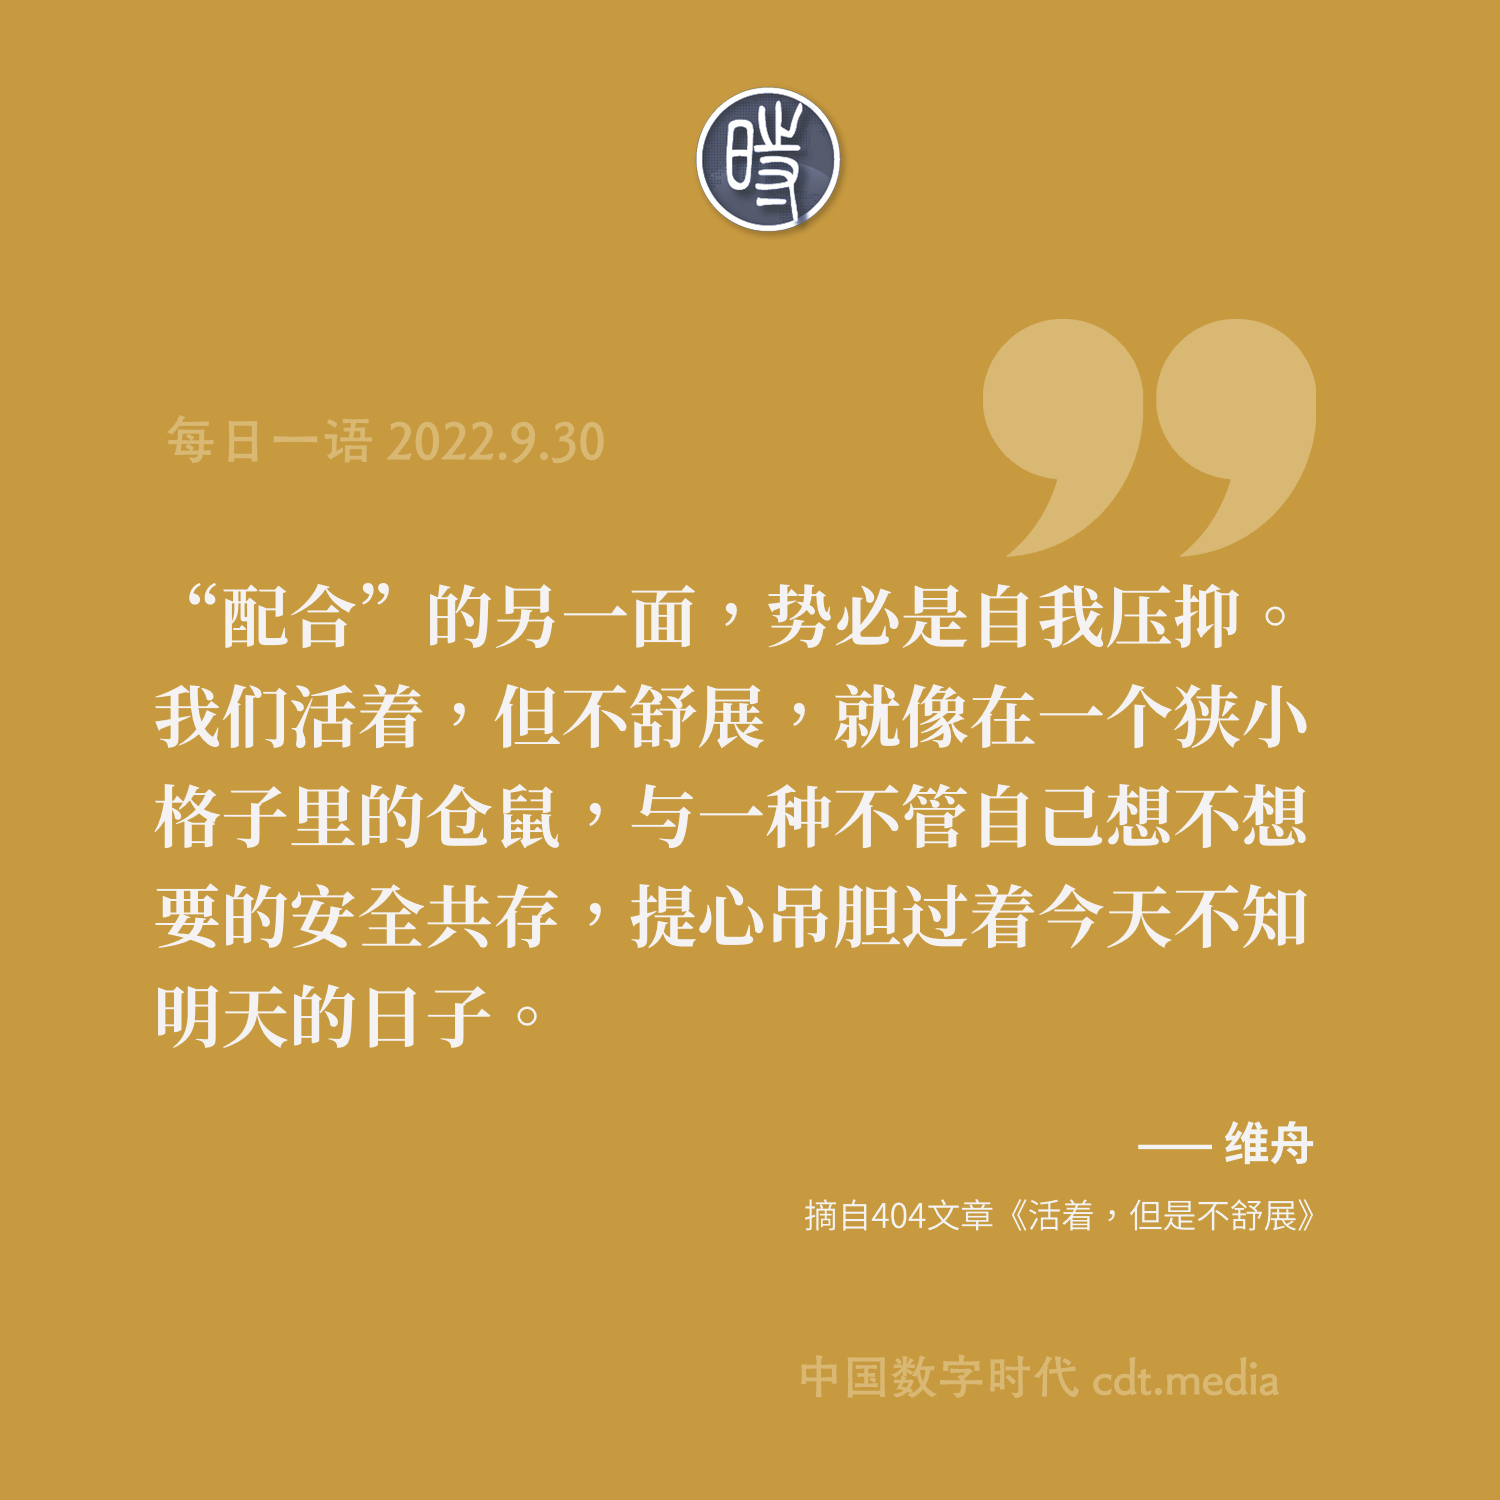 時
每日一语 2022.9.30
“配合”的另一面，势必是自我压抑。
我们活着，但不舒展，就像在一个狭小
格子里的仓鼠，与一种不管自己想不想
要的安全共存，提心吊胆过着今天不知
明天的日子。
—— 维舟
摘自404文章《活着，但是不舒展》
中国数字时代 cdt.media